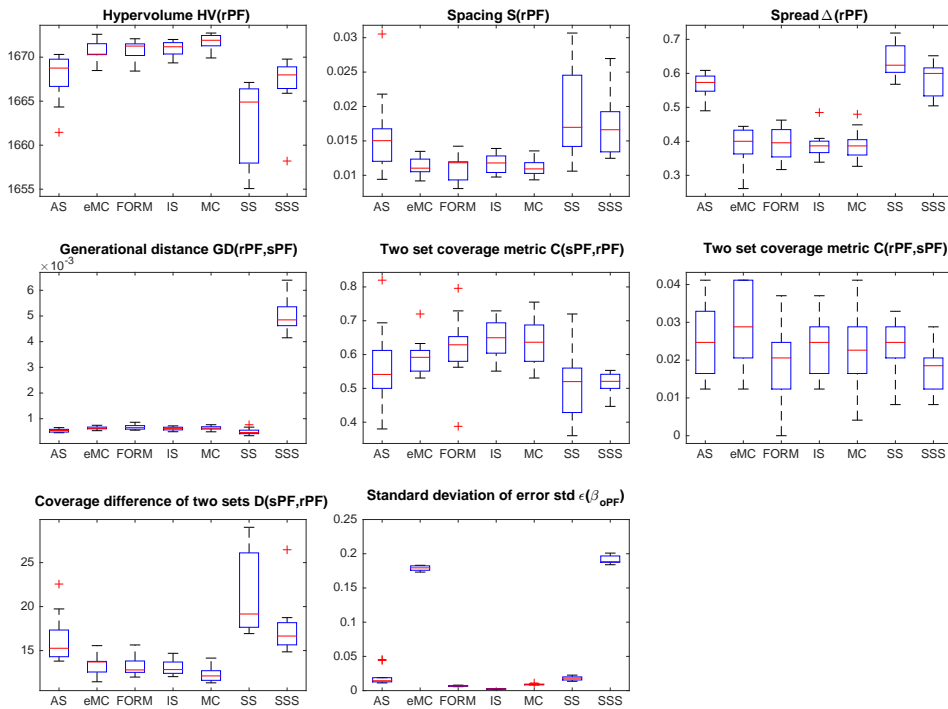 Hypervolume HV(rPF)
1670
1665
1660
1655
AS eMC FORM IS MC SS SSS
Spacing S(rPF)
0.03
0.025
0.02
0.015
0.01
AS eMC FORM IS MC SS SSS
Spread Δ(rPF)
0.7
0.6
0.5
0.4
0.3
AS eMC FORM IS MC SS SSS
Generational distance GD(rPF,sPF)
×10⁻³
6
5
4
3
2
1
AS eMC FORM IS MC SS SSS
Two set coverage metric C(sPF,rPF)
0.8
0.7
0.6
0.5
0.4
AS eMC FORM IS MC SS SSS
Two set coverage metric C(rPF,sPF)
0.04
0.03
0.02
0.01
0
AS eMC FORM IS MC SS SSS
Coverage difference of two sets D(sPF,rPF)
25
20
15
AS eMC FORM IS MC SS SSS
Standard deviation of error std ϵ(β_oPF)
0.25
0.2
0.15
0.1
0.05
0
AS eMC FORM IS MC SS SSS